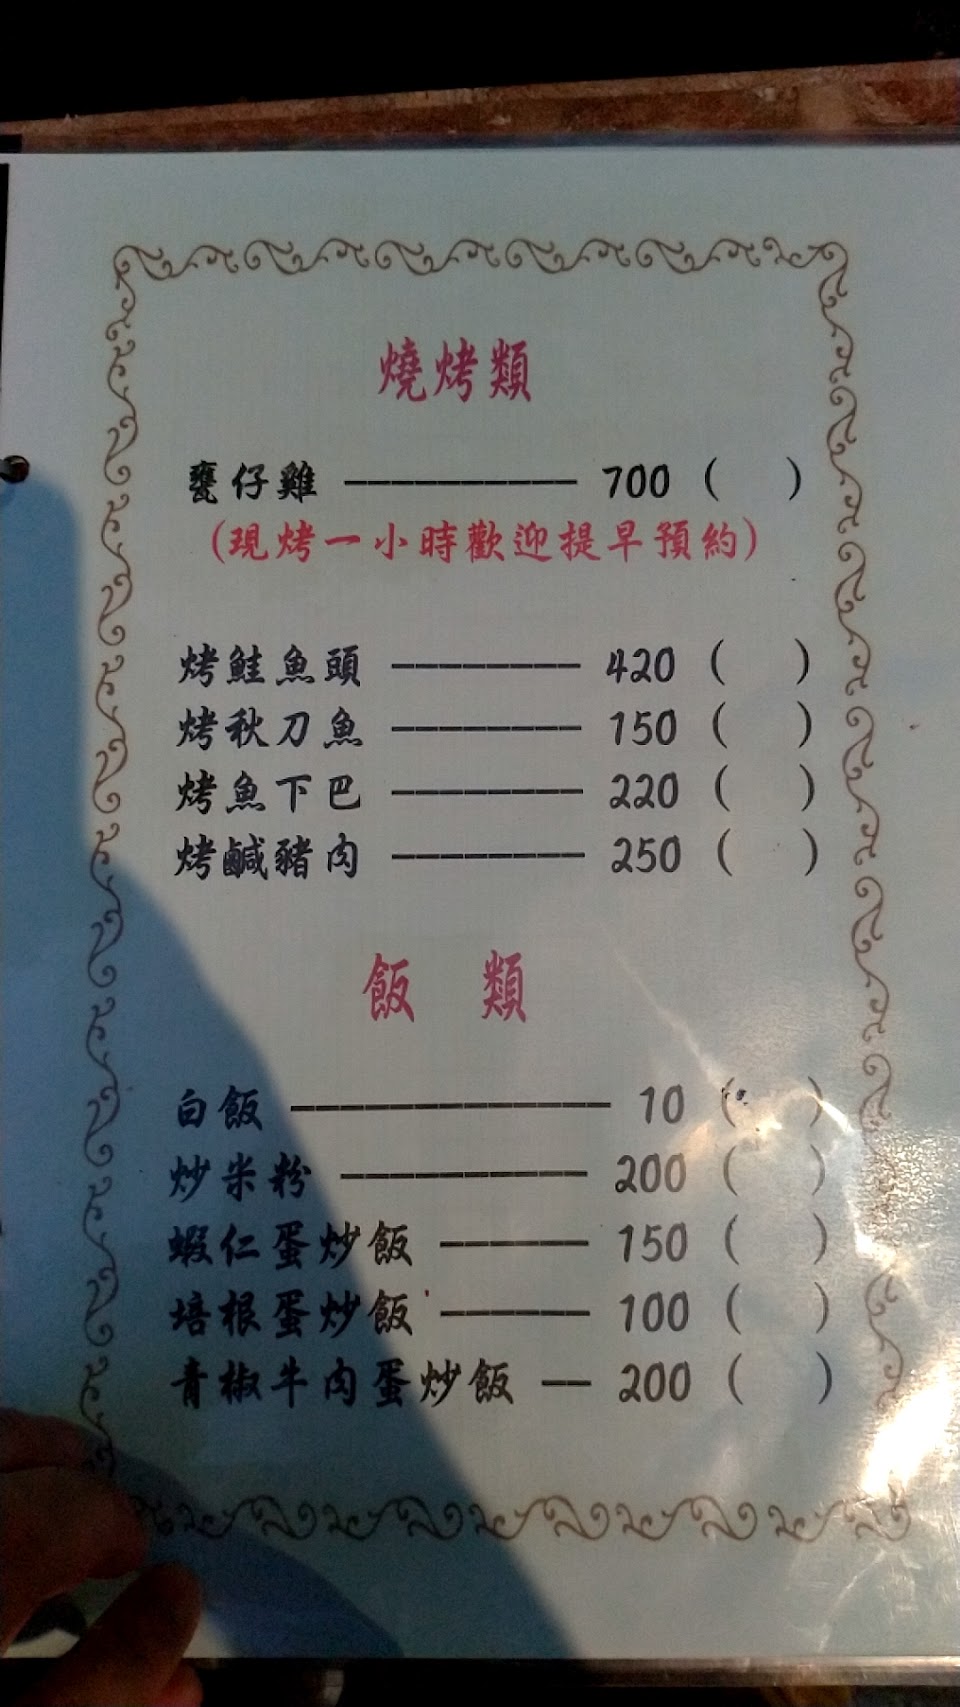 燒烤類
甕仔雞 ---------- 700 (  )
(現烤一小時歡迎提早預約)
烤鮭魚頭 -------- 420 (  )
烤秋刀魚 -------- 150 (  )
烤魚下巴 -------- 220 (  )
烤鹹豬肉 -------- 250 (  )
飯 類
白飯 ------------- 10 (  )
炒米粉 ---------- 200 (  )
蝦仁蛋炒飯 ------ 150 (  )
培根蛋炒飯 ------ 100 (  )
青椒牛肉蛋炒飯 -- 200 (  )